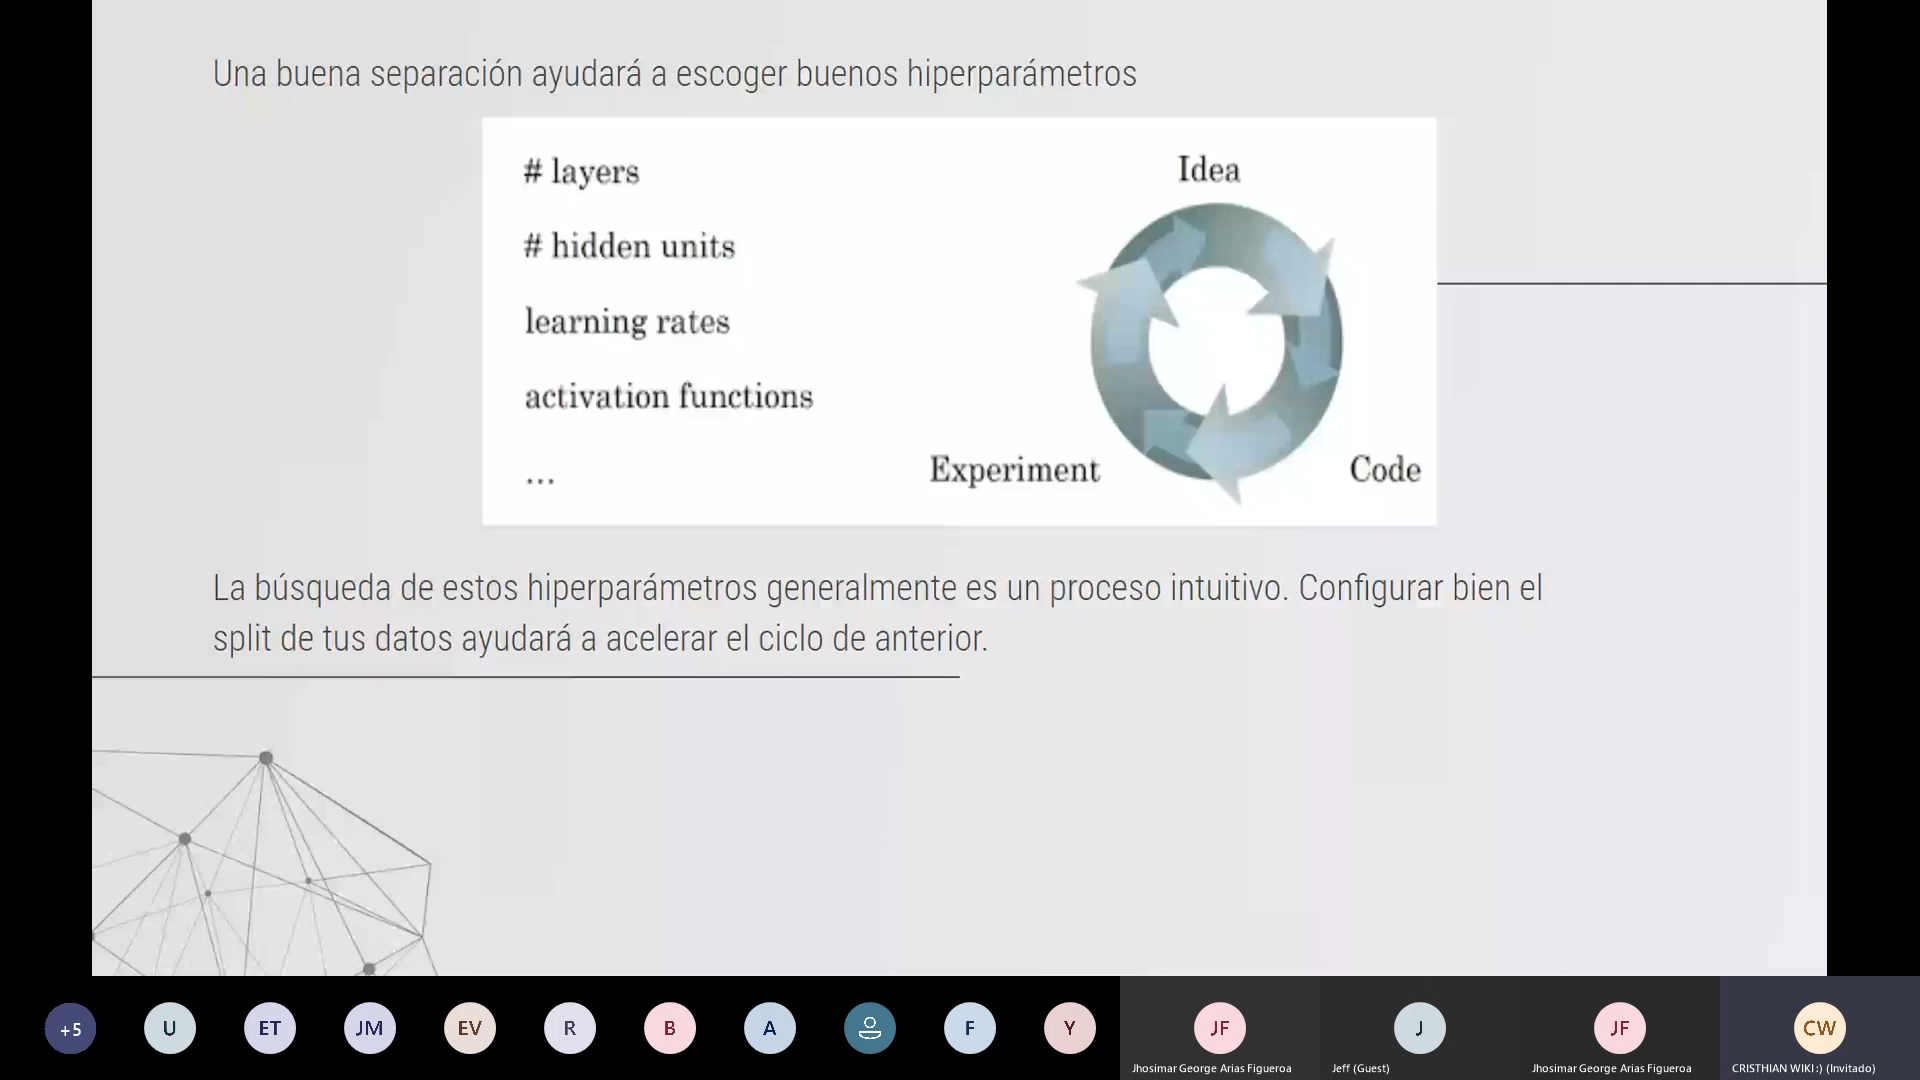 Una buena separación ayudará a escoger buenos hiperparámetros
# layers
# hidden units
learning rates
activation functions
...
Idea
Experiment
Code
La búsqueda de estos hiperparámetros generalmente es un proceso intuitivo. Configurar bien el
split de tus datos ayudará a acelerar el ciclo de anterior.
+5
U
ET
JM
EV
R
B
A
F
Y
JF
J
JF
CW
Jhosimar George Arias Figueroa
Jeff (Guest)
Jhosimar George Arias Figueroa
CRISTHIAN WIKI :) (Invitado)